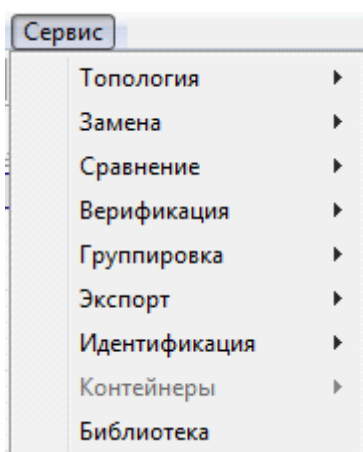 Сервис
Топология
Замена
Сравнение
Верификация
Группировка
Экспорт
Идентификация
Контейнеры
Библиотека